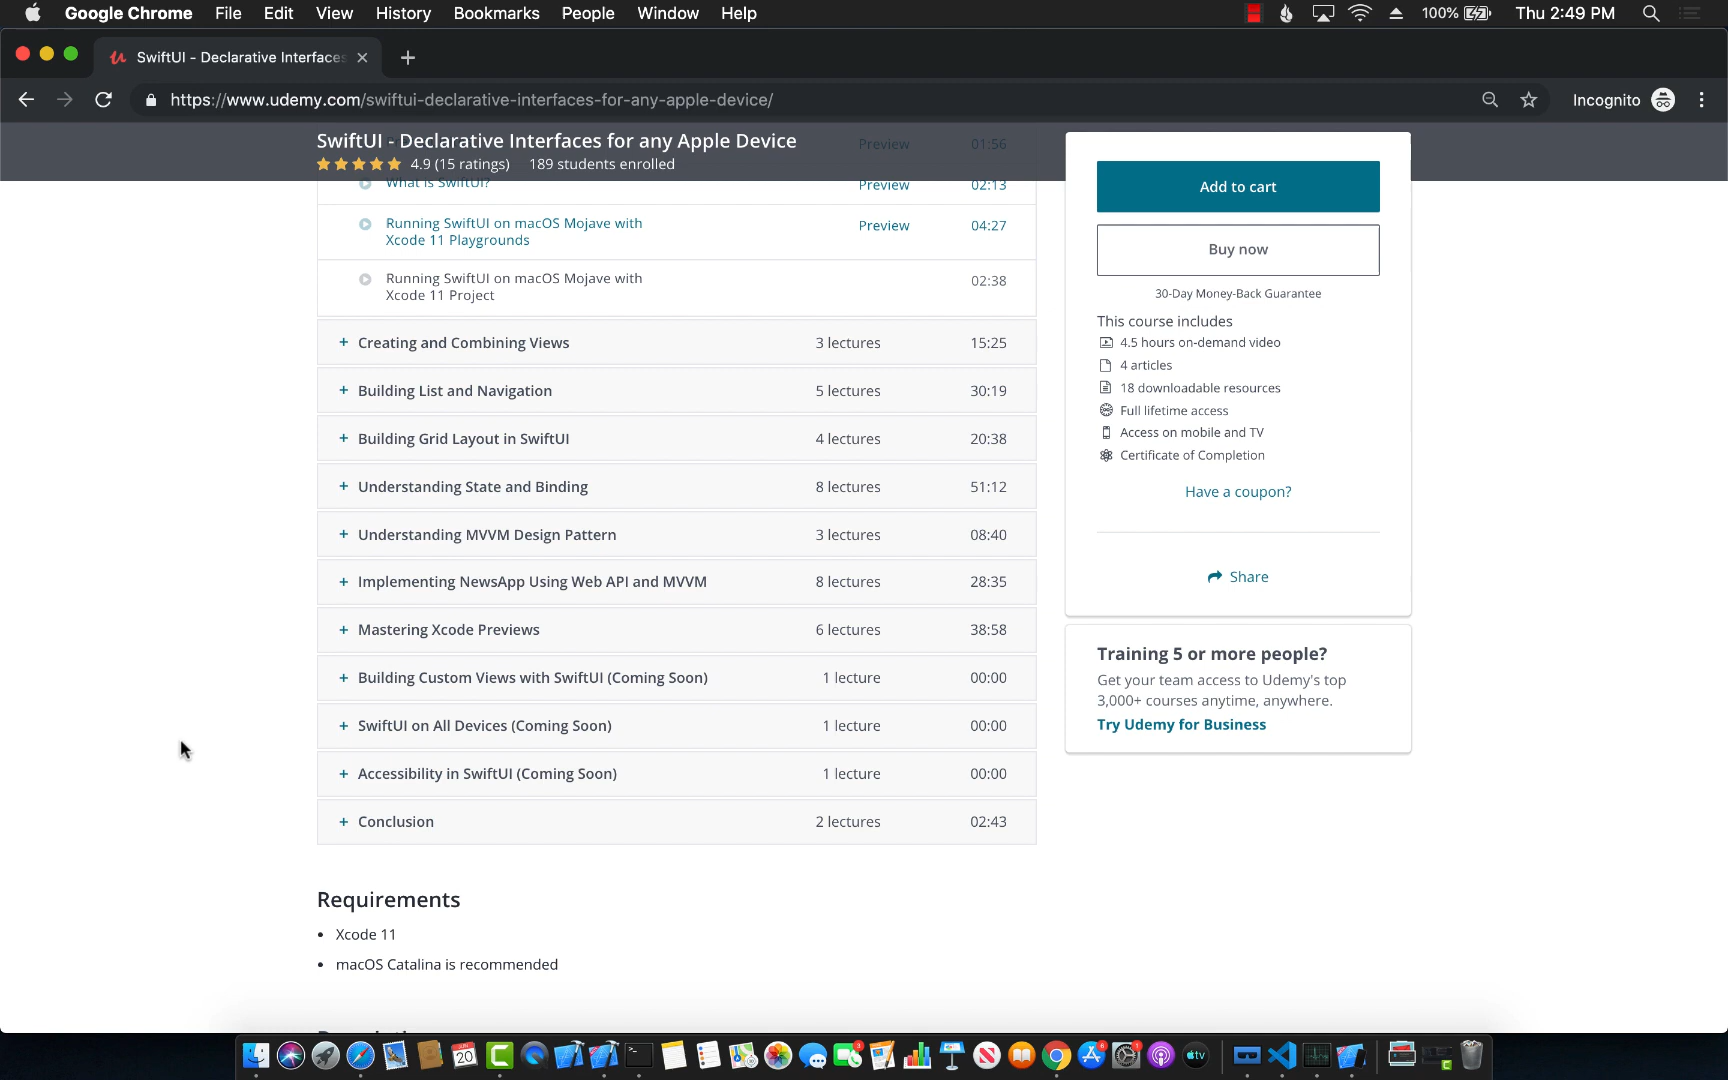 Google Chrome File Edit View History Bookmarks People Window Help 100% Thu 2:49 PM
SwiftUI - Declarative Interfaces
https://www.udemy.com/swiftui-declarative-interfaces-for-any-apple-device/ Incognito
SwiftUI - Declarative Interfaces for any Apple Device Preview 01:56
4.9 (15 ratings) 189 students enrolled
What is SwiftUI? Preview 02:13
Running SwiftUI on macOS Mojave with Preview 04:27
Xcode 11 Playgrounds
Running SwiftUI on macOS Mojave with 02:38
Xcode 11 Project
+ Creating and Combining Views 3 lectures 15:25
+ Building List and Navigation 5 lectures 30:19
+ Building Grid Layout in SwiftUI 4 lectures 20:38
+ Understanding State and Binding 8 lectures 51:12
+ Understanding MVVM Design Pattern 3 lectures 08:40
+ Implementing NewsApp Using Web API and MVVM 8 lectures 28:35
+ Mastering Xcode Previews 6 lectures 38:58
+ Building Custom Views with SwiftUI (Coming Soon) 1 lecture 00:00
+ SwiftUI on All Devices (Coming Soon) 1 lecture 00:00
+ Accessibility in SwiftUI (Coming Soon) 1 lecture 00:00
+ Conclusion 2 lectures 02:43
Requirements
• Xcode 11
• macOS Catalina is recommended
Add to cart
Buy now
30-Day Money-Back Guarantee
This course includes
4.5 hours on-demand video
4 articles
18 downloadable resources
Full lifetime access
Access on mobile and TV
Certificate of Completion
Have a coupon?
Share
Training 5 or more people?
Get your team access to Udemy's top
3,000+ courses anytime, anywhere.
Try Udemy for Business
20
3
6
1
tv